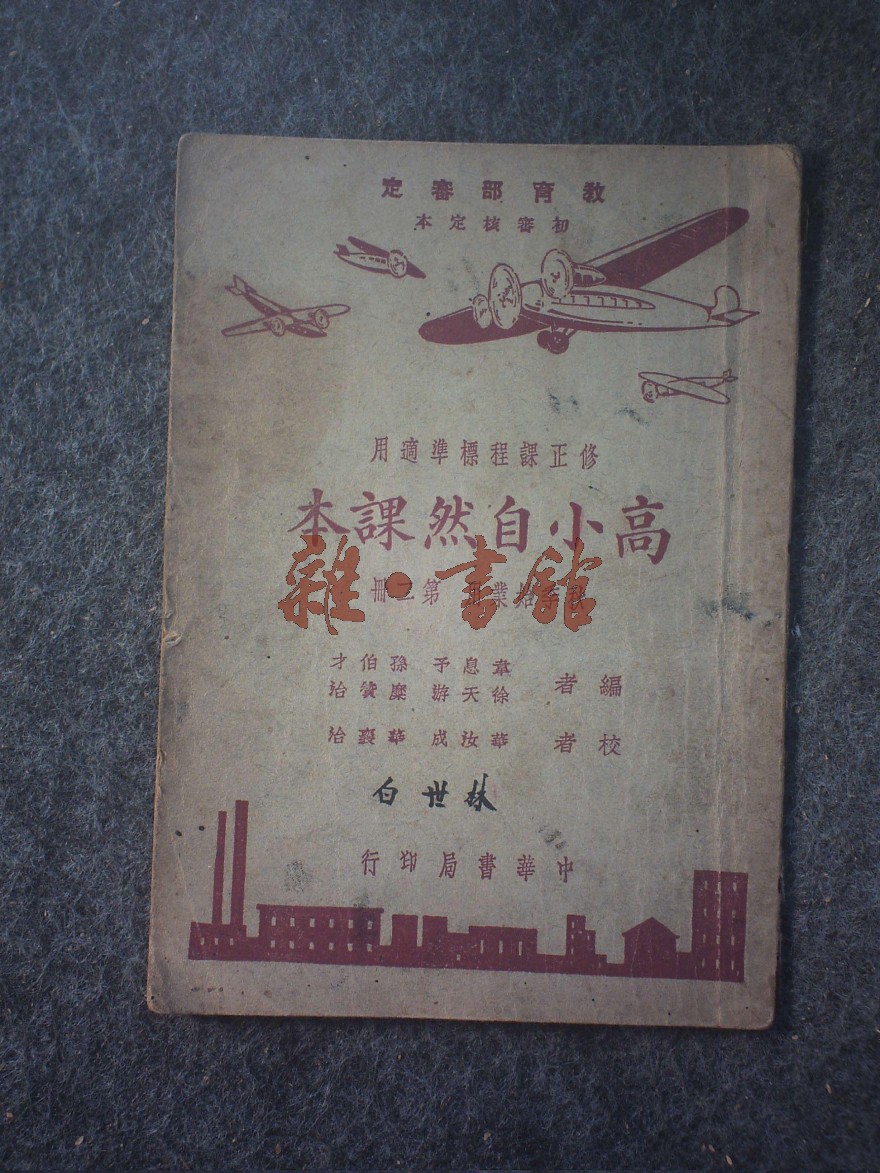 教育部審定
初審核定本
修正課程標準適用
高小自然課本
雜·書館
業 第 冊
編者 韋息予 孫伯才
徐天游 糜贊治
校者 華汝成 華襄治
白世林
中華書局印行